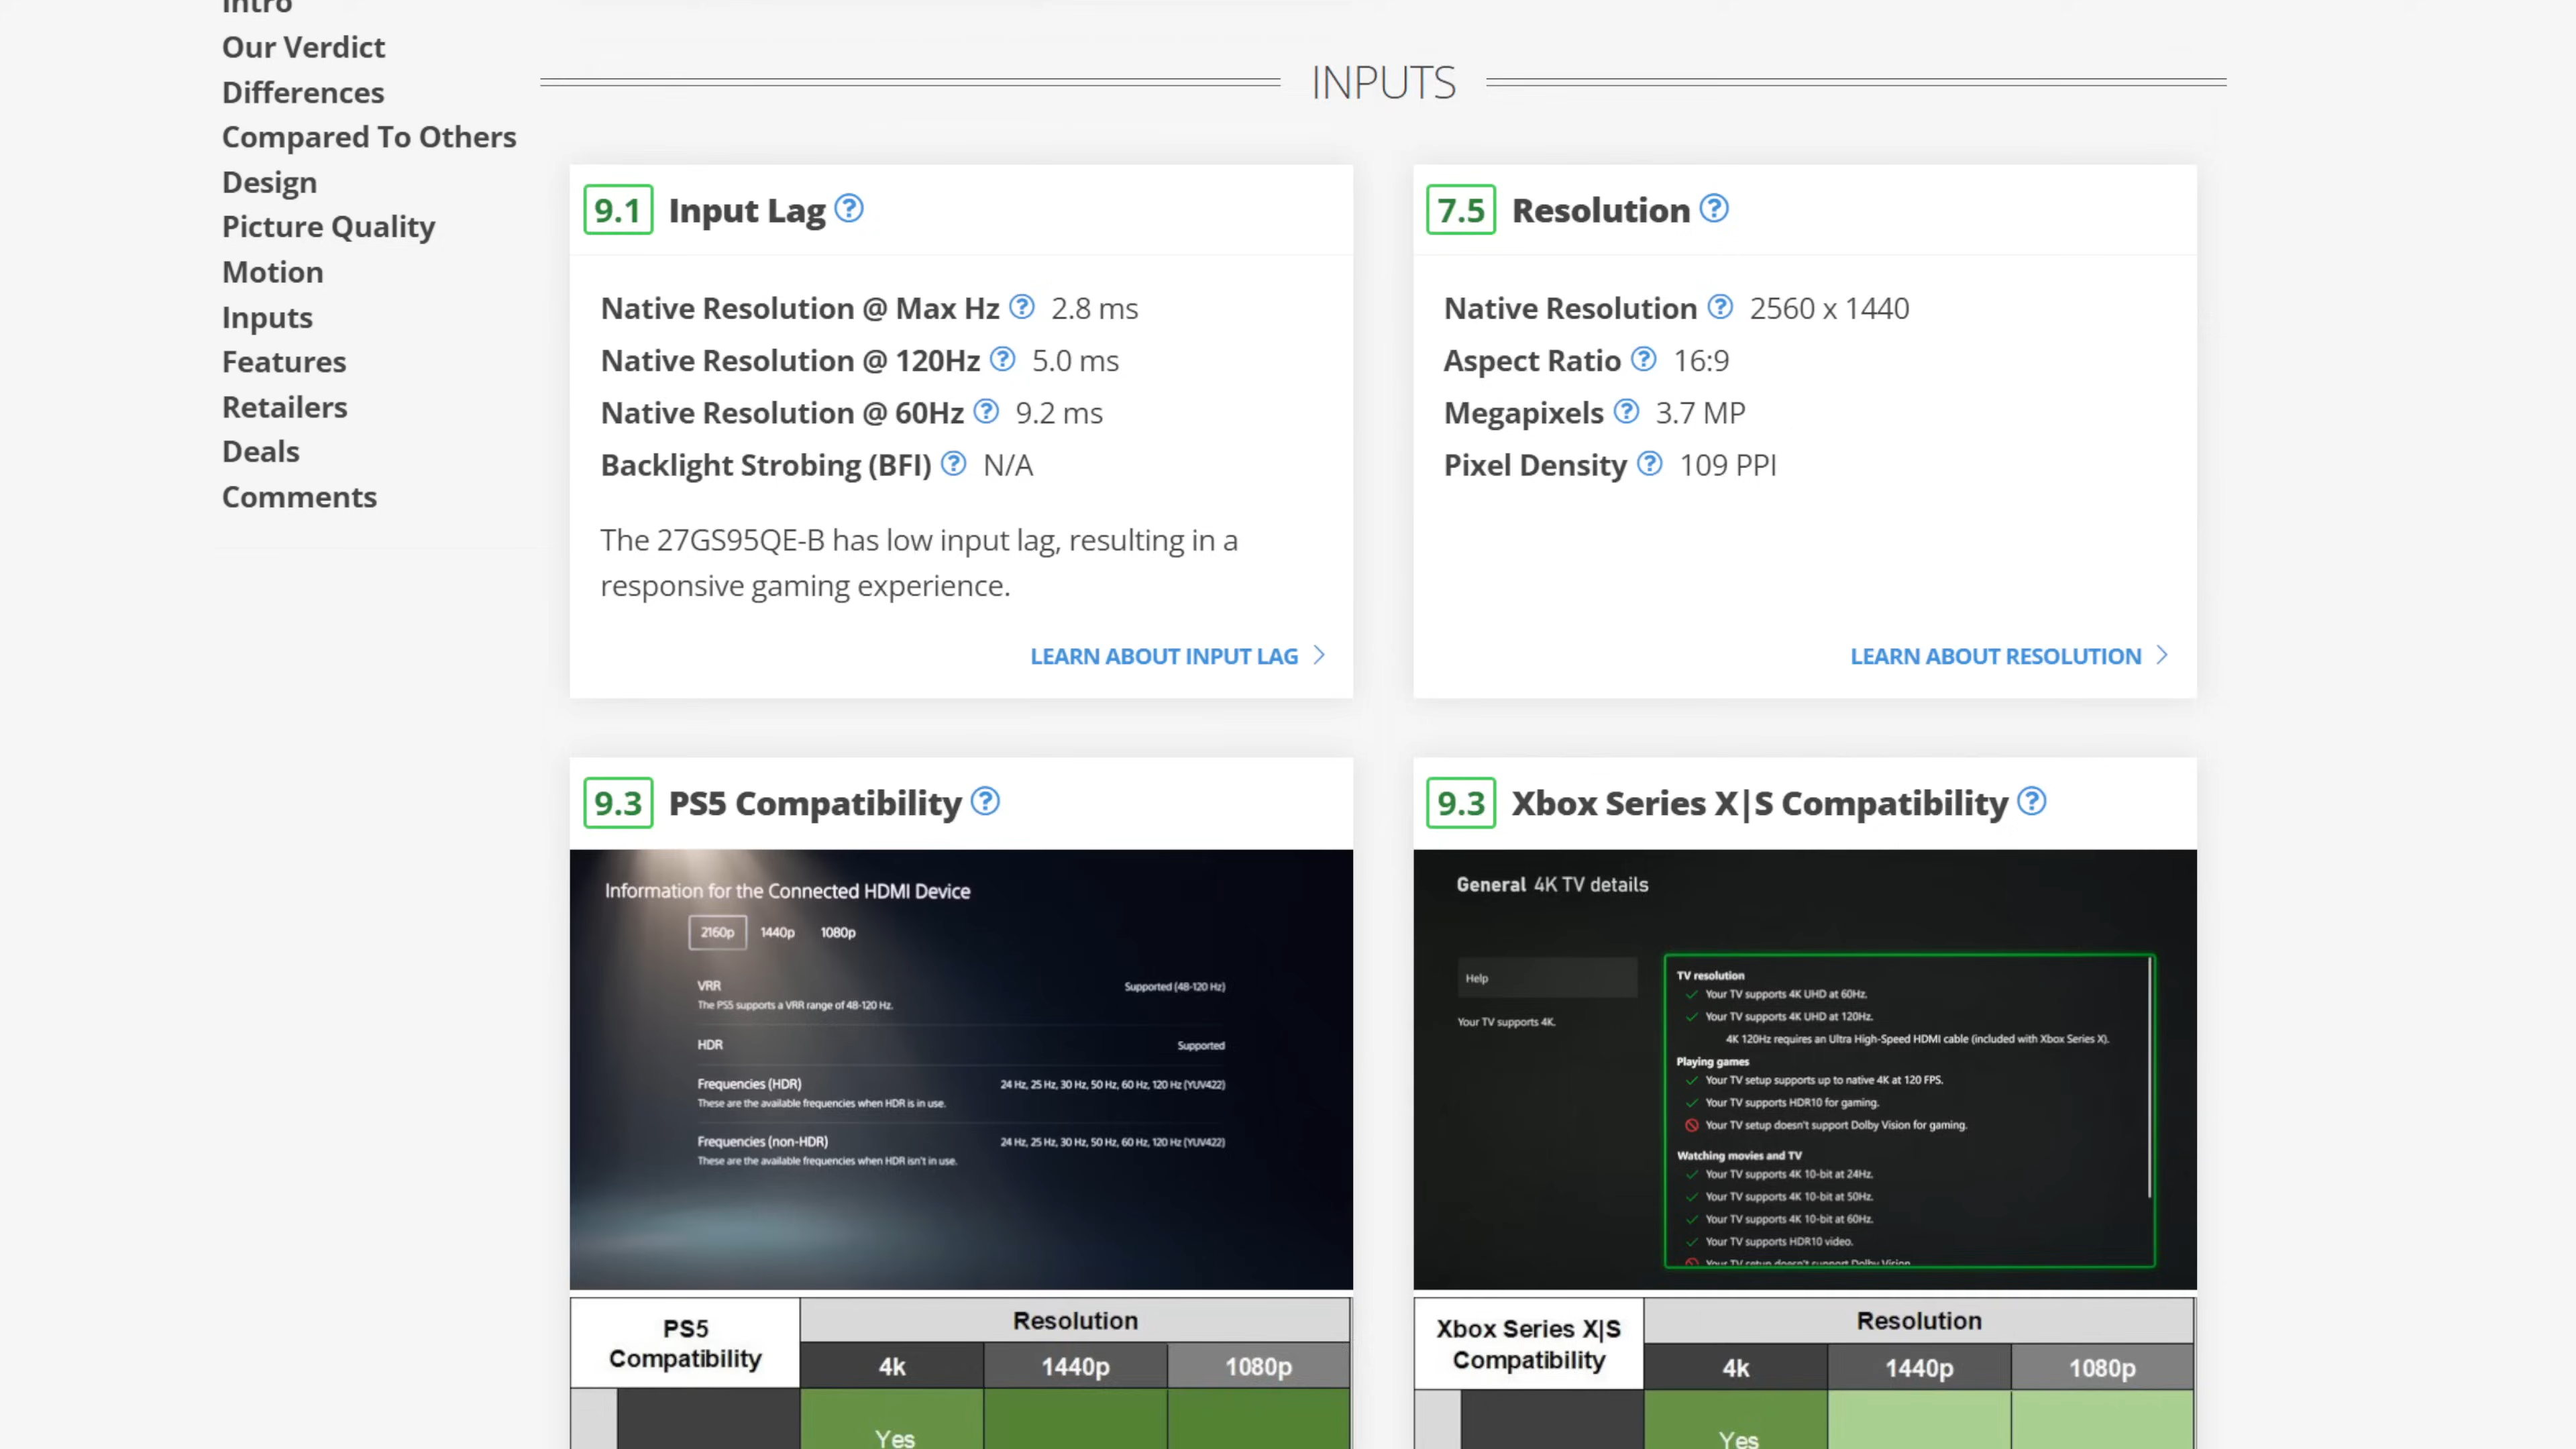 Intro
Our Verdict
Differences
Compared To Others
Design
Picture Quality
Motion
Inputs
Features
Retailers
Deals
Comments
INPUTS
9.1 Input Lag ?
Native Resolution @ Max Hz ? 2.8 ms
Native Resolution @ 120Hz ? 5.0 ms
Native Resolution @ 60Hz ? 9.2 ms
Backlight Strobing (BFI) ? N/A
The 27GS95QE-B has low input lag, resulting in a
responsive gaming experience.
LEARN ABOUT INPUT LAG >
7.5 Resolution ?
Native Resolution ? 2560 x 1440
Aspect Ratio ? 16:9
Megapixels ? 3.7 MP
Pixel Density ? 109 PPI
LEARN ABOUT RESOLUTION >
9.3 PS5 Compatibility ?
Information for the Connected HDMI Device
2160p 1440p 1080p
VRR Supported (48-120 Hz)
The PS5 supports a VRR range of 48-120 Hz.
HDR Supported
Frequencies (HDR) 24 Hz, 25 Hz, 30 Hz, 50 Hz, 60 Hz, 120 Hz (YUV422)
These are the available frequencies when HDR is in use.
Frequencies (non-HDR) 24 Hz, 25 Hz, 30 Hz, 50 Hz, 60 Hz, 120 Hz (YUV422)
These are the available frequencies when HDR isn't in use.
PS5
Compatibility
Resolution
4k 1440p 1080p
Yes
9.3 Xbox Series X|S Compatibility ?
General 4K TV details
Help
Your TV supports 4K.
TV resolution
Your TV supports 4K UHD at 60Hz.
Your TV supports 4K UHD at 120Hz.
4K 120Hz requires an Ultra High-Speed HDMI cable (included with Xbox Series X).
Playing games
Your TV setup supports up to native 4K at 120 FPS.
Your TV supports HDR10 for gaming.
Your TV setup doesn't support Dolby Vision for gaming.
Watching movies and TV
Your TV supports 4K 10-bit at 24Hz.
Your TV supports 4K 10-bit at 50Hz.
Your TV supports 4K 10-bit at 60Hz.
Your TV supports HDR10 video.
Your TV setup doesn't support Dolby Vision
Xbox Series X|S
Compatibility
Resolution
4k 1440p 1080p
Yes